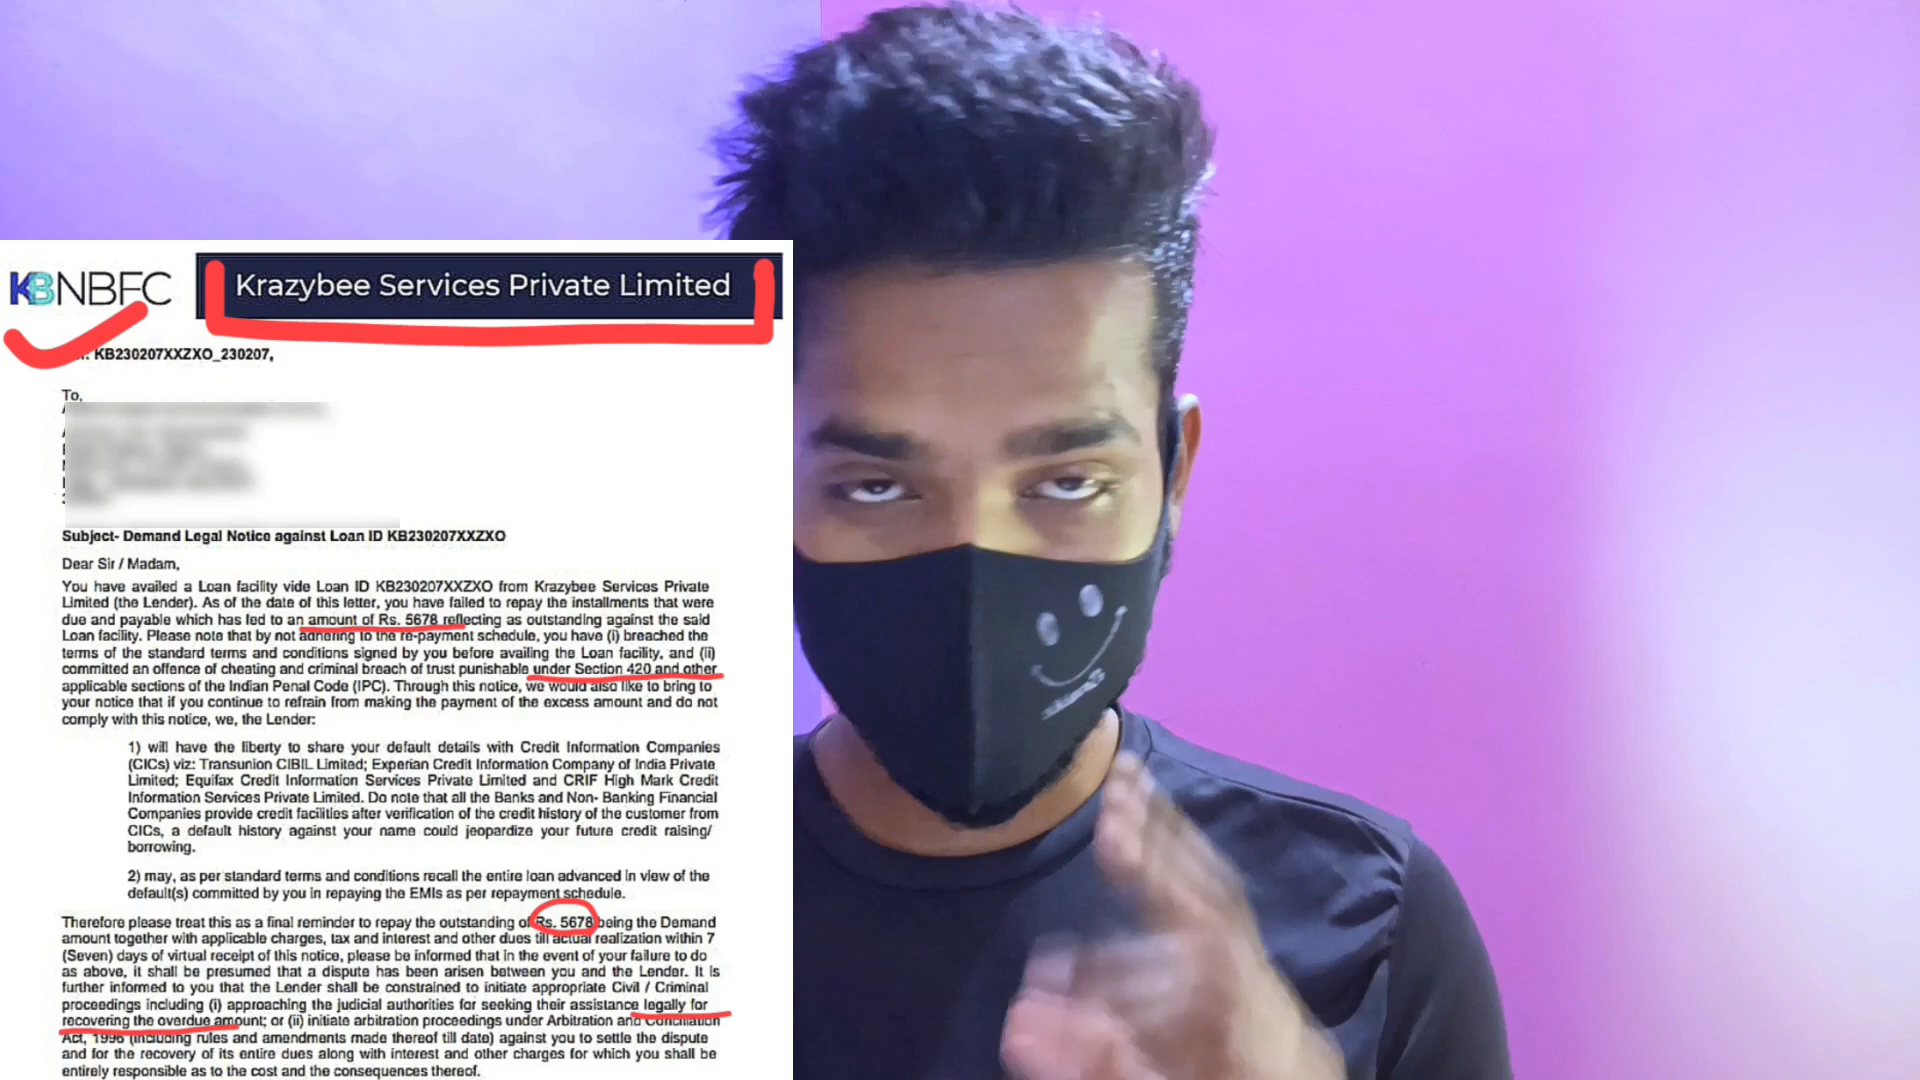 KBNBFC
Krazybee Services Private Limited
KB230207XXZXO_230207,
To,
Subject- Demand Legal Notice against Loan ID KB230207XXZXO
Dear Sir / Madam,
You have availed a Loan facility vide Loan ID KB230207XXZXO from Krazybee Services Private
Limited (the Lender). As of the date of this letter, you have failed to repay the installments that were
due and payable which has led to an amount of Rs. 5678 reflecting as outstanding against the said
Loan facility. Please note that by not adhering to the re-payment schedule, you have (i) breached the
terms of the standard terms and conditions signed by you before availing the Loan facility, and (ii)
committed an offence of cheating and criminal breach of trust punishable under Section 420 and other
applicable sections of the Indian Penal Code (IPC). Through this notice, we would also like to bring to
your notice that if you continue to refrain from making the payment of the excess amount and do not
comply with this notice, we, the Lender:
1) will have the liberty to share your default details with Credit Information Companies
(CICs) viz: Transunion CIBIL Limited; Experian Credit Information Company of India Private
Limited; Equifax Credit Information Services Private Limited and CRIF High Mark Credit
Information Services Private Limited. Do note that all the Banks and Non- Banking Financial
Companies provide credit facilities after verification of the credit history of the customer from
CICs, a default history against your name could jeopardize your future credit raising/
borrowing.
2) may, as per standard terms and conditions recall the entire loan advanced in view of the
default(s) committed by you in repaying the EMIs as per repayment schedule.
Therefore please treat this as a final reminder to repay the outstanding of Rs. 5678 being the Demand
amount together with applicable charges, tax and interest and other dues till actual realization within 7
(Seven) days of virtual receipt of this notice, please be informed that in the event of your failure to do
as above, it shall be presumed that a dispute has been arisen between you and the Lender. It is
further informed to you that the Lender shall be constrained to initiate appropriate Civil / Criminal
proceedings including (i) approaching the judicial authorities for seeking their assistance legally for
recovering the overdue amount; or (ii) initiate arbitration proceedings under Arbitration and Conciliation
Act, 1996 (including rules and amendments made thereof till date) against you to settle the dispute
and for the recovery of its entire dues along with interest and other charges for which you shall be
entirely responsible as to the cost and the consequences thereof.